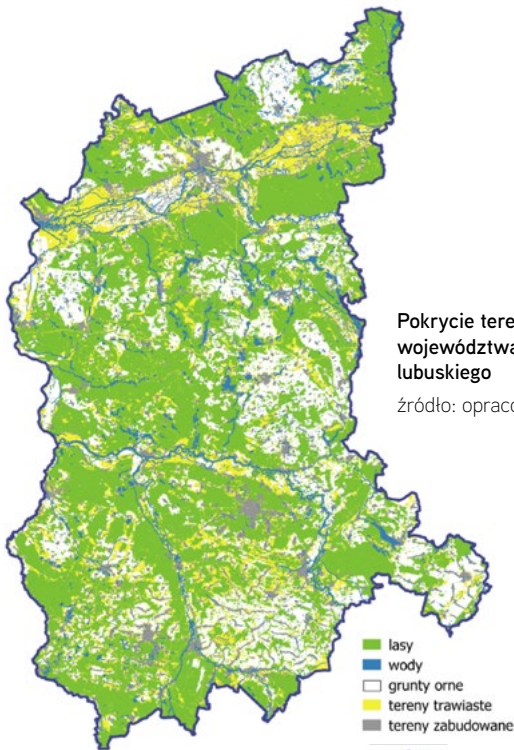 Pokrycie tere
województwa
lubuskiego
źródło: opraco
lasy
wody
grunty orne
tereny trawiaste
tereny zabudowane